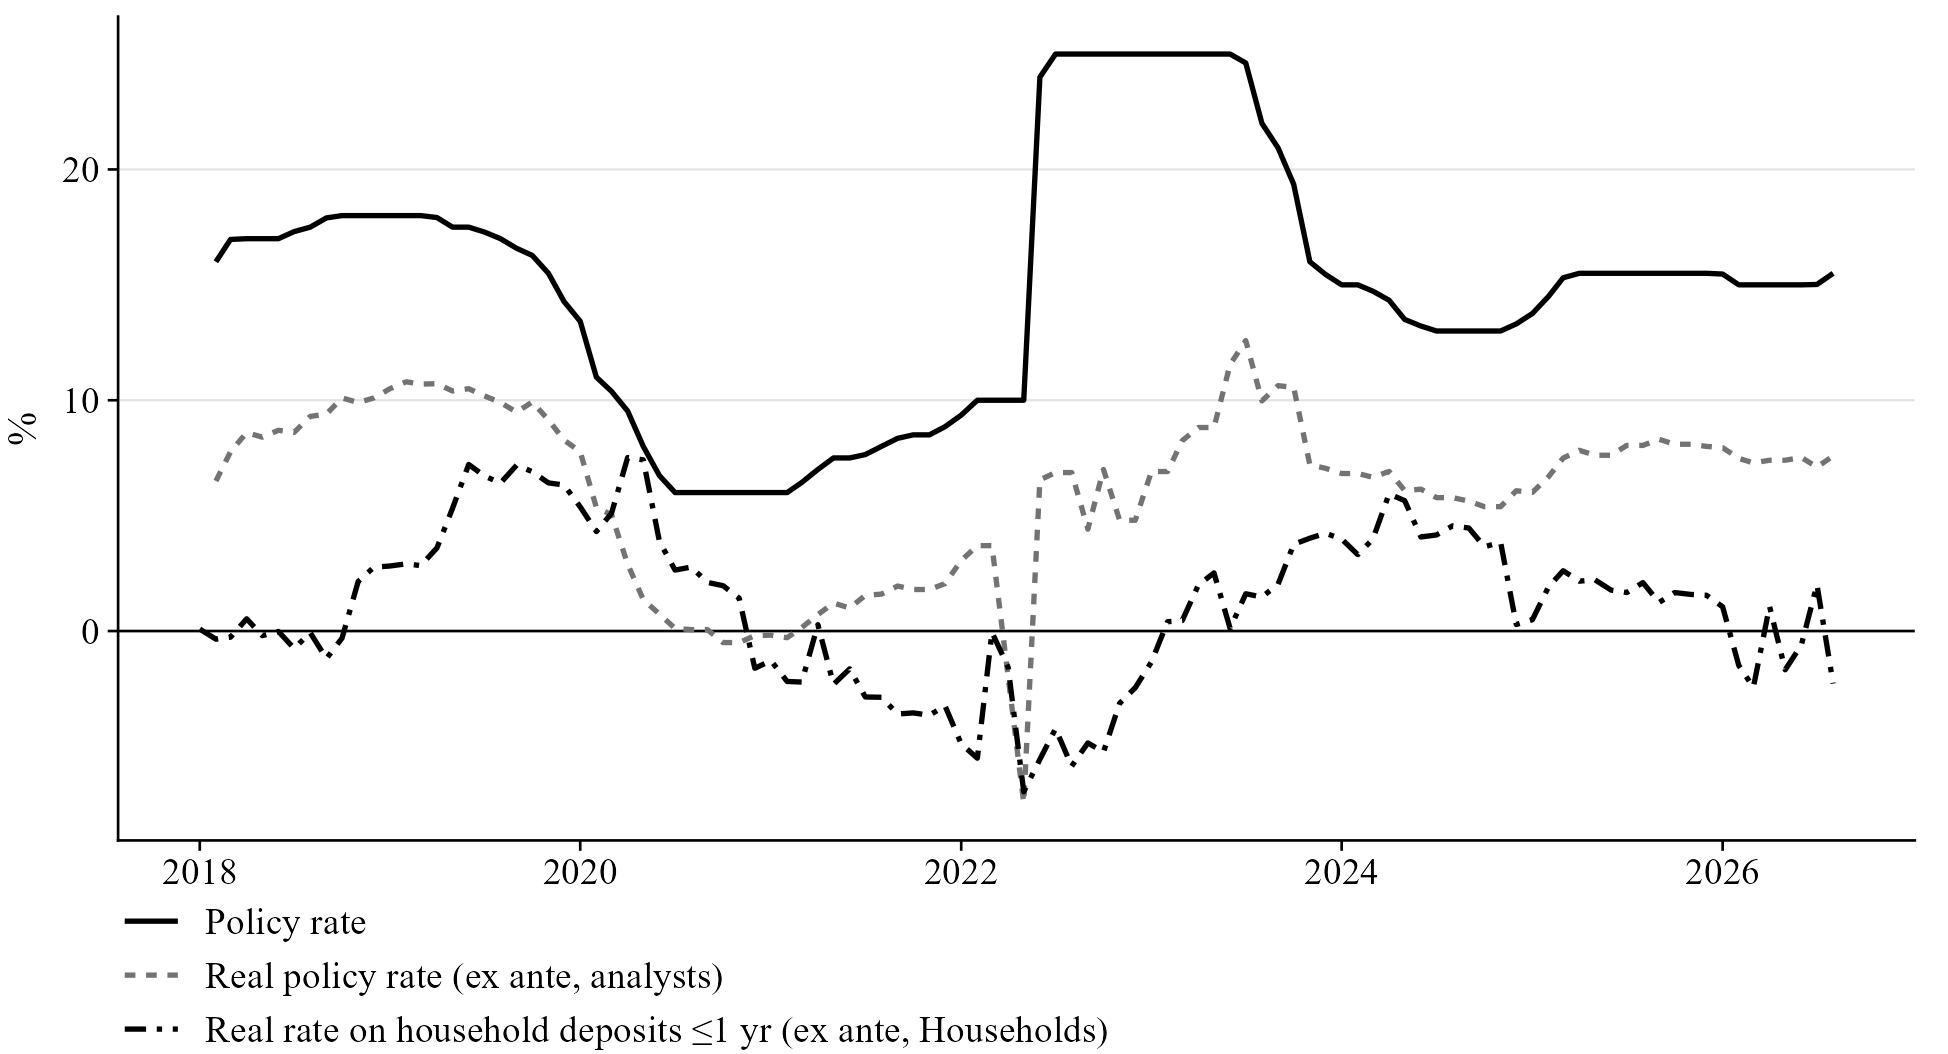 20
10
0
%
2018 2020 2022 2024 2026
Policy rate
Real policy rate (ex ante, analysts)
Real rate on household deposits ≤1 yr (ex ante, Households)